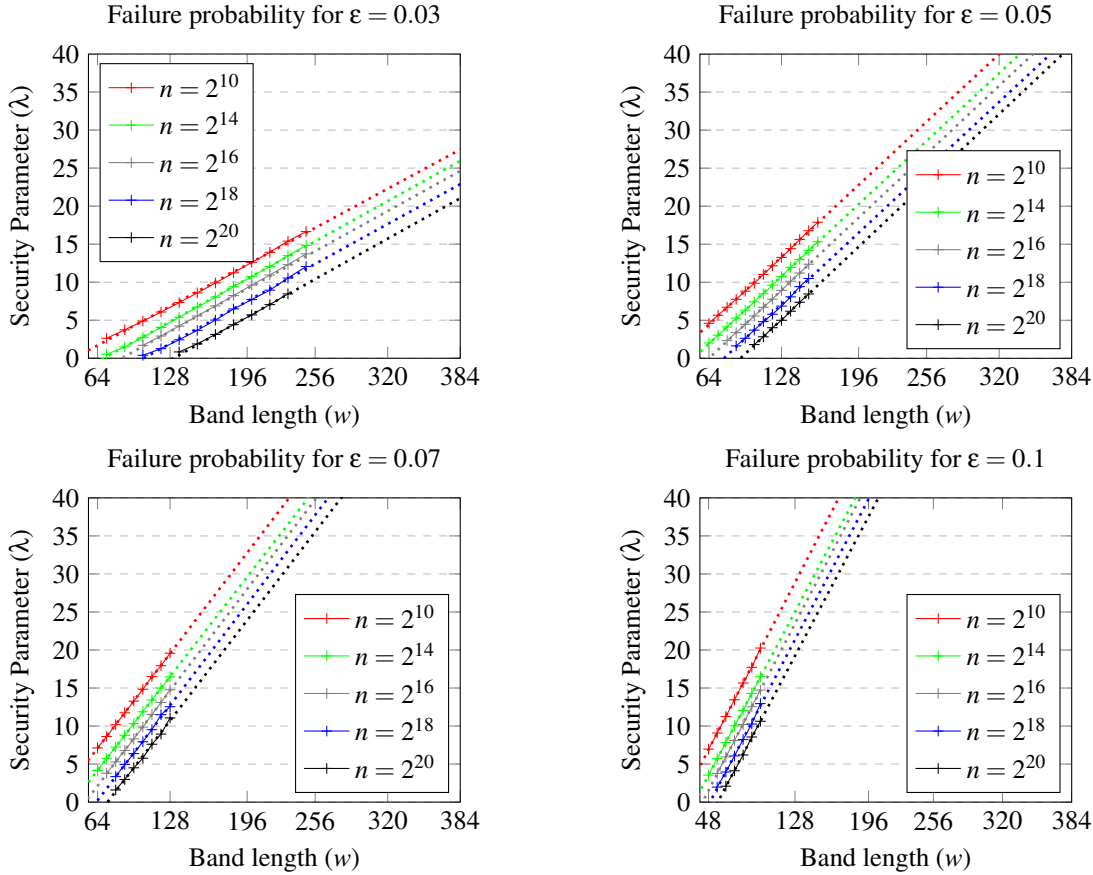 Failure probability for ε = 0.03
Security Parameter (λ)
40
35
30
25
20
15
10
5
0
n = 2^10
n = 2^14
n = 2^16
n = 2^18
n = 2^20
64 128 196 256 320 384
Band length (w)
Failure probability for ε = 0.05
Security Parameter (λ)
40
35
30
25
20
15
10
5
0
n = 2^10
n = 2^14
n = 2^16
n = 2^18
n = 2^20
64 128 196 256 320 384
Band length (w)
Failure probability for ε = 0.07
Security Parameter (λ)
40
35
30
25
20
15
10
5
0
n = 2^10
n = 2^14
n = 2^16
n = 2^18
n = 2^20
64 128 196 256 320 384
Band length (w)
Failure probability for ε = 0.1
Security Parameter (λ)
40
35
30
25
20
15
10
5
0
n = 2^10
n = 2^14
n = 2^16
n = 2^18
n = 2^20
48 128 196 256 320 384
Band length (w)